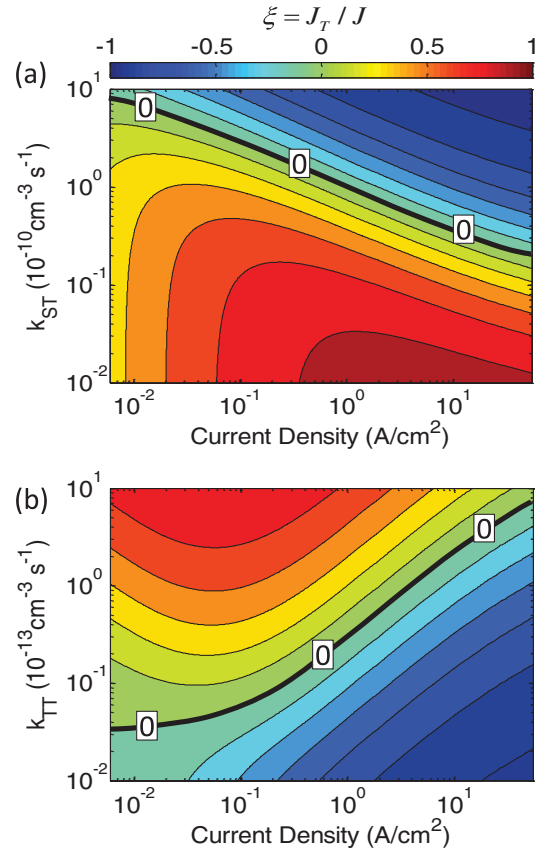 ξ = J_T / J
-1 -0.5 0 0.5 1
(a)
10^1
10^0
10^-1
10^-2
k_ST (10^-10 cm^-3 s^-1)
0 0 0
10^-2 10^-1 10^0 10^1
Current Density (A/cm^2)
(b)
10^1
10^0
10^-1
10^-2
k_TT (10^-13 cm^-3 s^-1)
0 0 0
10^-2 10^-1 10^0 10^1
Current Density (A/cm^2)